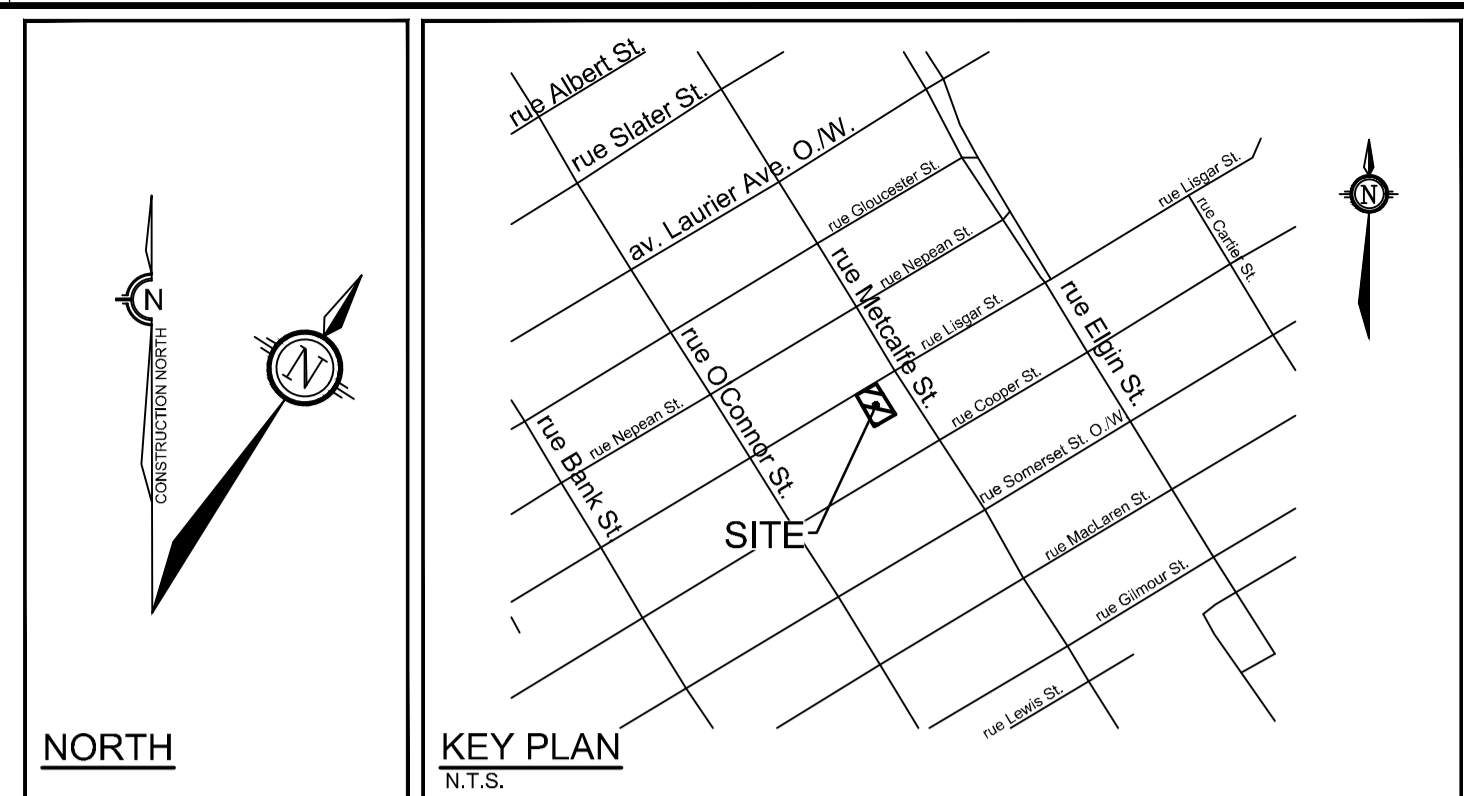 N
CONSTRUCTION NORTH
N
NORTH
rue Albert St.
rue Slater St.
av. Laurier Ave. O./W.
rue Gloucester St.
rue Nepean St.
rue Lisgar St.
rue Lisgar St.
rue Cartier St.
rue Metcalfe St.
rue Elgin St.
rue O'Connor St.
rue Nepean St.
rue Bank St.
rue Cooper St.
rue Somerset St. O./W.
rue MacLaren St.
rue Gilmour St.
rue Lewis St.
SITE
N
KEY PLAN
N.T.S.